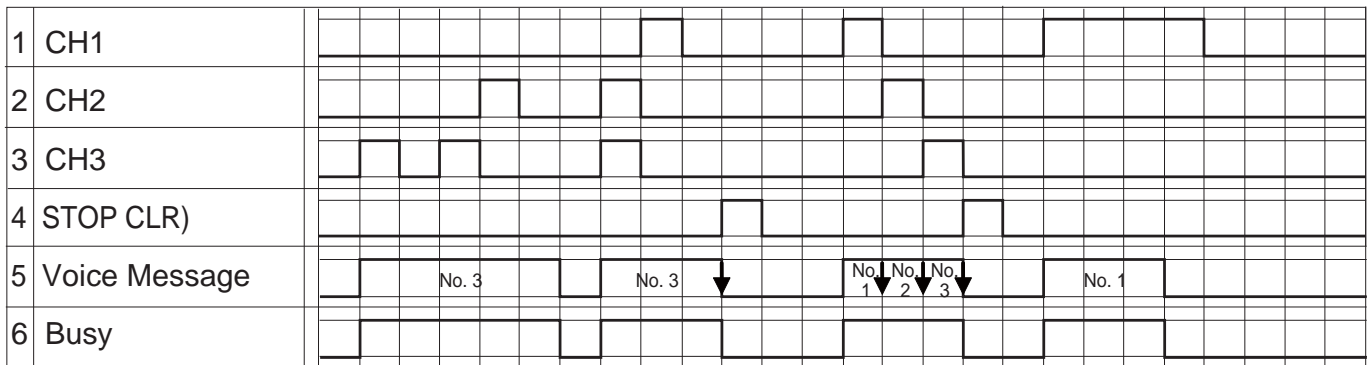 1 CH1
2 CH2
3 CH3
4 STOP CLR)
5 Voice Message No. 3 No. 3 No. 1 No. 2 No. 3 No. 1
6 Busy